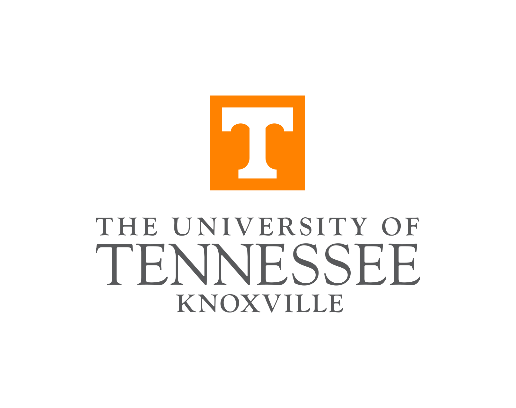 T
THE UNIVERSITY OF
TENNESSEE
KNOXVILLE